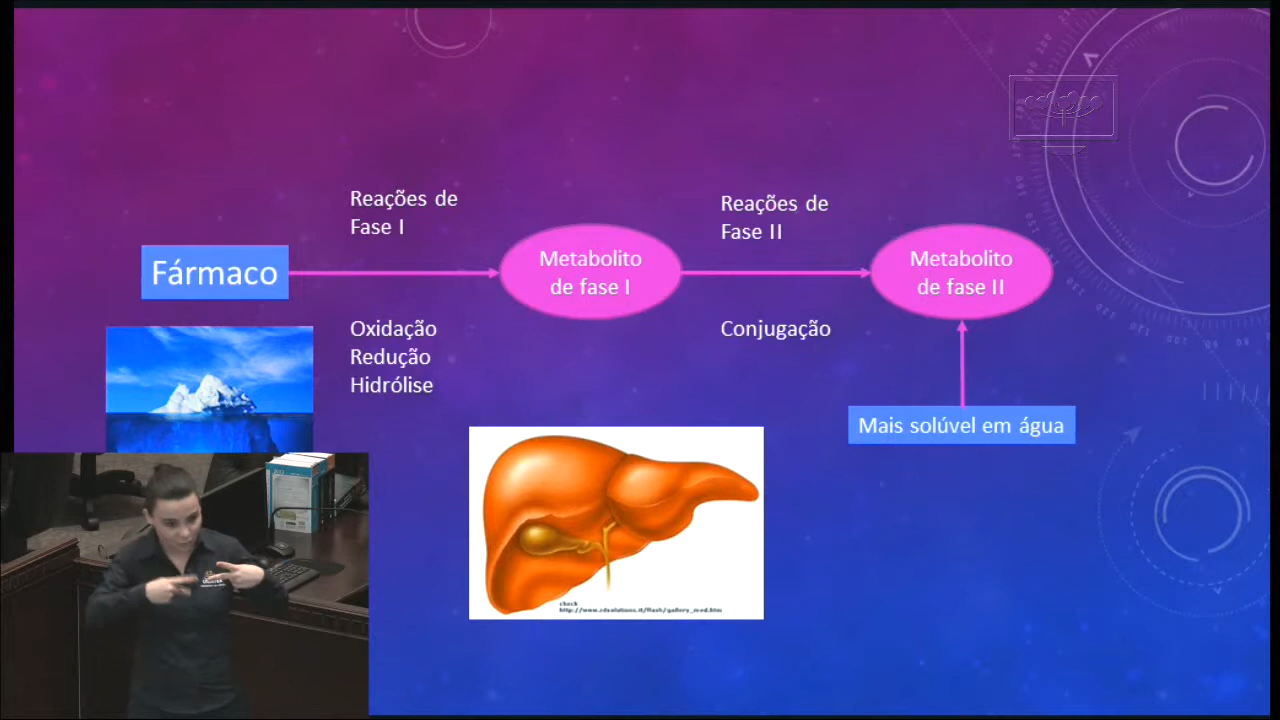 Reações de
Fase I
Reações de
Fase II
Fármaco
Metabolito
de fase I
Metabolito
de fase II
Oxidação
Redução
Hidrólise
Conjugação
Mais solúvel em água
check